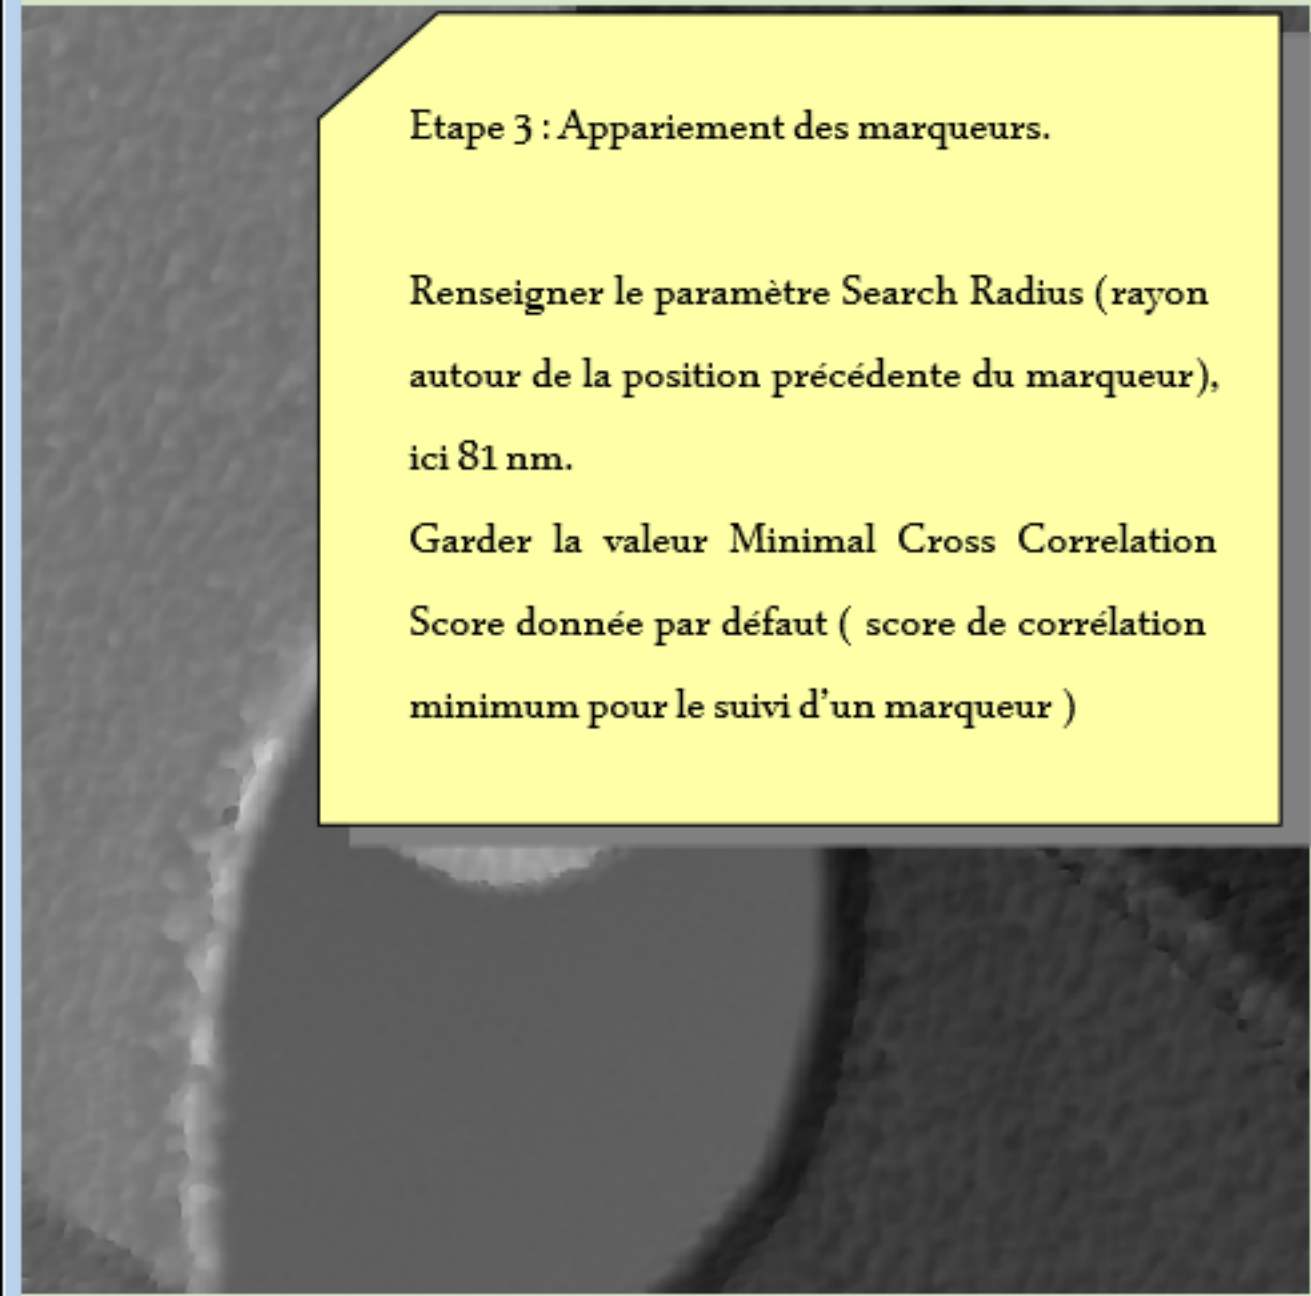 Etape 3 : Appariement des marqueurs.
Renseigner le paramètre Search Radius (rayon
autour de la position précédente du marqueur),
ici 81 nm.
Garder la valeur Minimal Cross Correlation
Score donnée par défaut ( score de corrélation
minimum pour le suivi d’un marqueur )